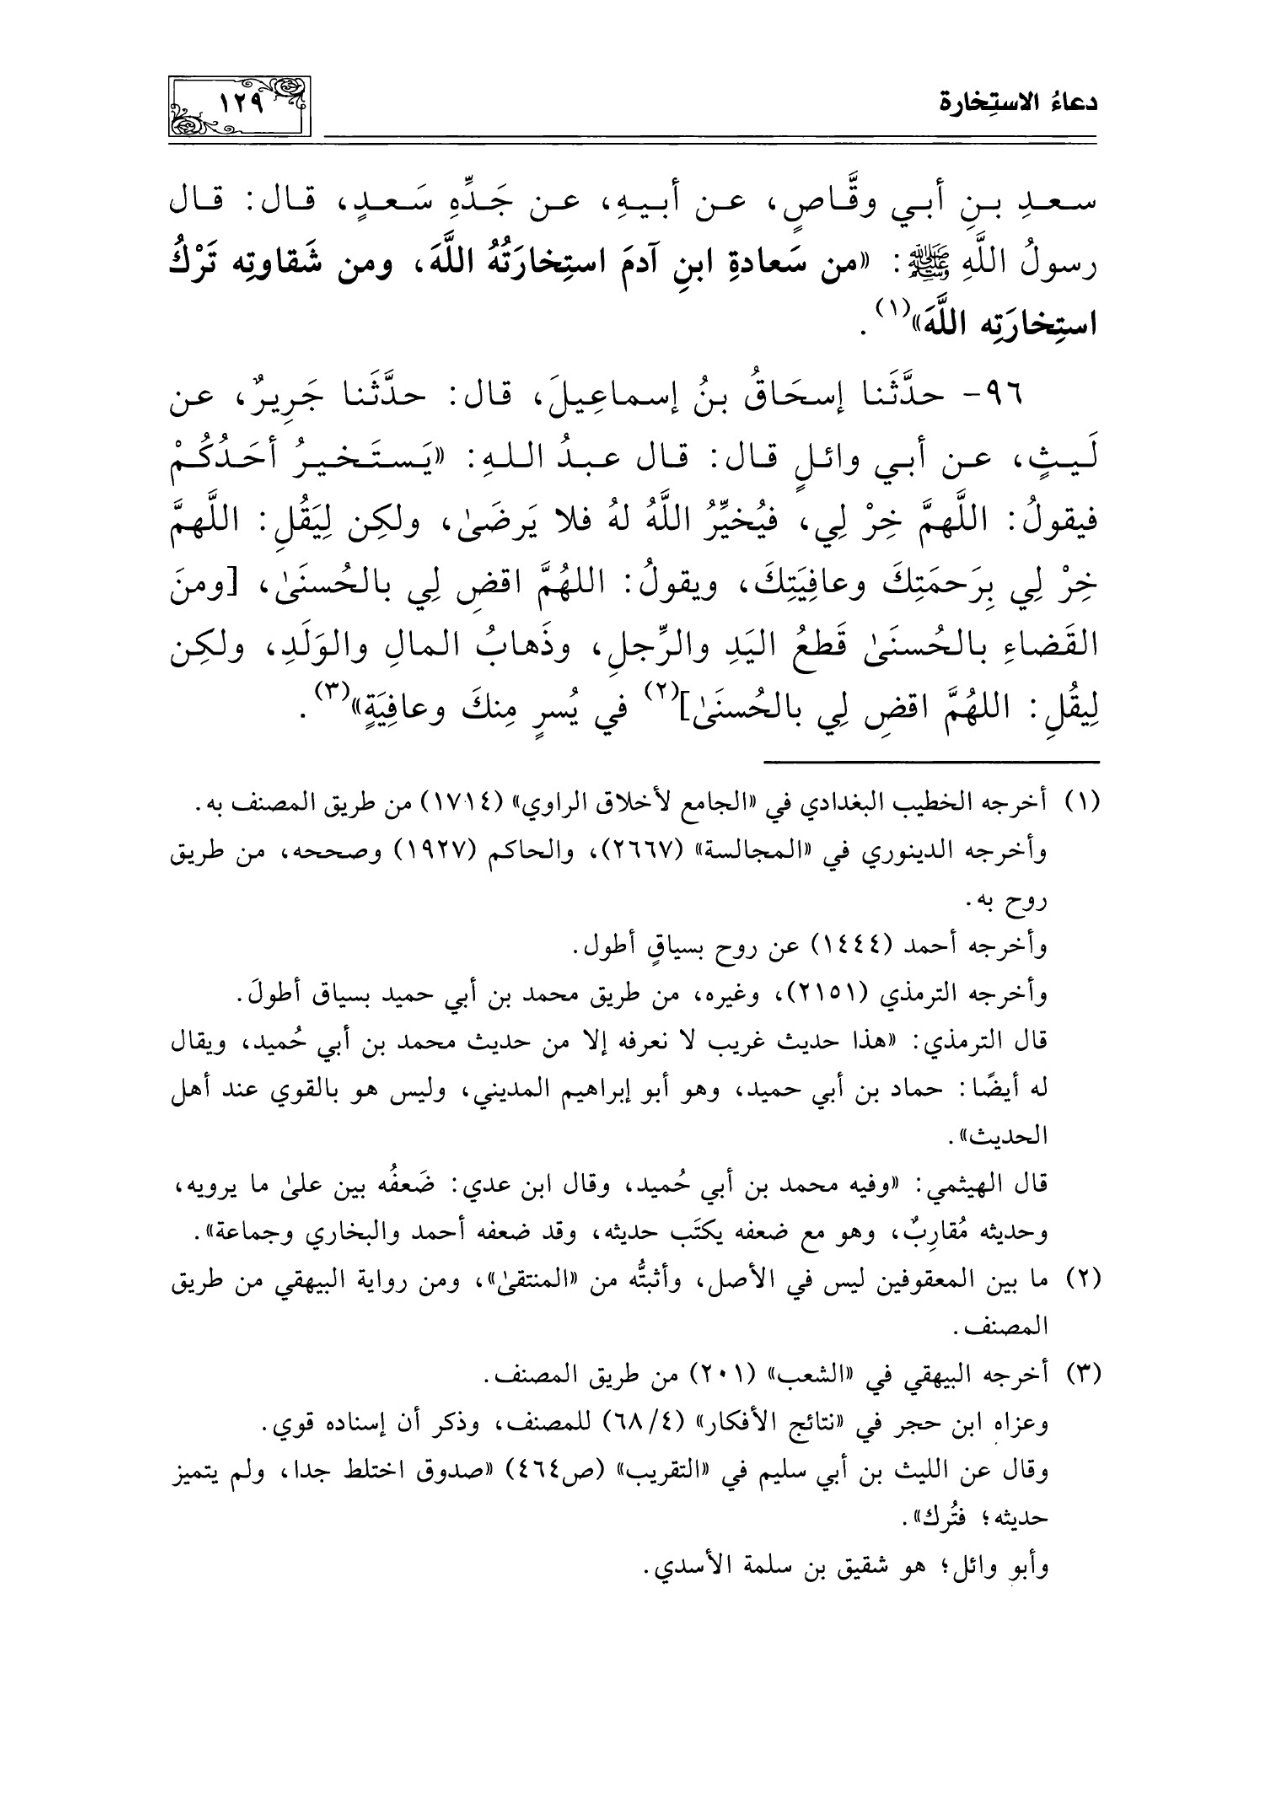 دعاءُ الاستِخارة
١٢٩
سعدِ بنِ أبي وقَّاصٍ، عن أبيهِ، عن جَدِّهِ سَعدٍ، قال: قال
رسولُ اللَّهِ ﷺ: «من سَعادةِ ابنِ آدمَ استِخارَتُهُ اللَّهَ، ومن شَقاوتِه تَرْكُ
استِخارَتِه اللَّهَ»(١).
٩٦- حدَّثَنا إسحَاقُ بنُ إسماعِيلَ، قال: حدَّثَنا جَرِيرٌ، عن
لَيثٍ، عن أبي وائلٍ قال: قال عبدُ اللهِ: «يَستَخيرُ أحَدُكُمْ
فيقولُ: اللَّهمَّ خِرْ لِي، فيُخيِّرُ اللَّهُ لهُ فلا يَرضَىٰ، ولكِن لِيَقُلِ: اللَّهمَّ
خِرْ لِي بِرَحمَتِكَ وعافِيَتِكَ، ويقولُ: اللهُمَّ اقضِ لِي بالحُسنَىٰ، [ومنَ
القَضاءِ بالحُسنَىٰ قَطعُ اليَدِ والرِّجلِ، وذَهابُ المالِ والوَلَدِ، ولكِن
لِيقُلِ: اللهُمَّ اقضِ لِي بالحُسنَىٰ](٢) في يُسرٍ مِنكَ وعافِيَةٍ»(٣).
(١) أخرجه الخطيب البغدادي في «الجامع لأخلاق الراوي» (١٧١٤) من طريق المصنف به.
وأخرجه الدينوري في «المجالسة» (٢٦٦٧)، والحاكم (١٩٢٧) وصححه، من طريق
روح به.
وأخرجه أحمد (١٤٤٤) عن روح بسياقٍ أطول.
وأخرجه الترمذي (٢١٥١)، وغيره، من طريق محمد بن أبي حميد بسياق أطولَ.
قال الترمذي: «هذا حديث غريب لا نعرفه إلا من حديث محمد بن أبي حُميد، ويقال
له أيضًا: حماد بن أبي حميد، وهو أبو إبراهيم المديني، وليس هو بالقوي عند أهل
الحديث».
قال الهيثمي: «وفيه محمد بن أبي حُميد، وقال ابن عدي: ضَعفُه بين علىٰ ما يرويه،
وحديثه مُقارِبٌ، وهو مع ضعفه يكتَب حديثه، وقد ضعفه أحمد والبخاري وجماعة».
(٢) ما بين المعقوفين ليس في الأصل، وأثبتُّه من «المنتقىٰ»، ومن رواية البيهقي من طريق
المصنف.
(٣) أخرجه البيهقي في «الشعب» (٢٠١) من طريق المصنف.
وعزاه ابن حجر في «نتائج الأفكار» (٤/ ٦٨) للمصنف، وذكر أن إسناده قوي.
وقال عن الليث بن أبي سليم في «التقريب» (ص٤٦٤) «صدوق اختلط جدا، ولم يتميز
حديثه؛ فتُرك».
وأبو وائل؛ هو شقيق بن سلمة الأسدي.